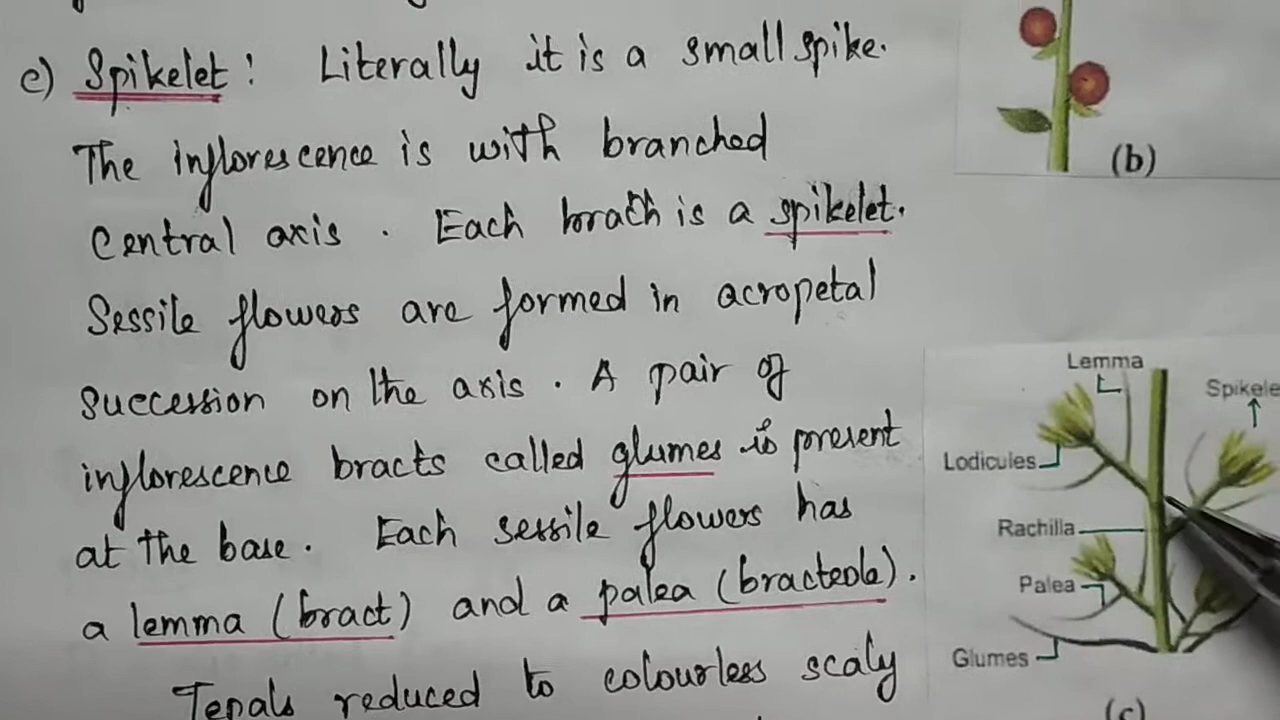 c) Spikelet : Literally it is a small spike.
The inflorescence is with branched
central axis . Each brath is a spikelet.
Sessile flowers are formed in acropetal
succession on the axis . A pair of
inflorescence bracts called glumes is present
at the base . Each sessile flowers has
a lemma (bract) and a palea (bracteole) .
Tepals reduced to colourless scaly
(b)
Lemma
Spikele
Lodicules
Rachilla
Palea
Glumes
(c)